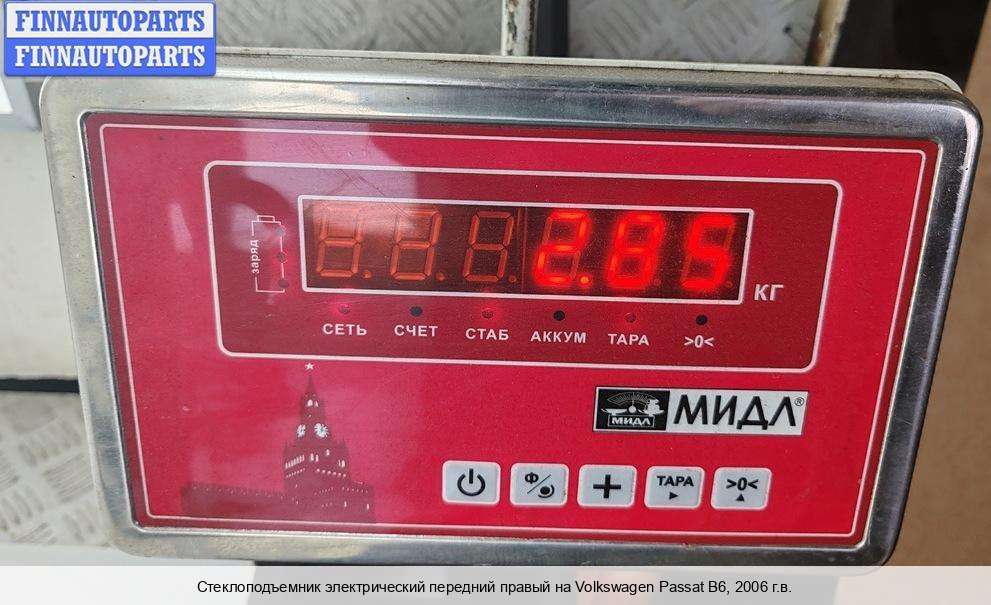 FINNAUTOPARTS
FINNAUTOPARTS
заряд
2.85
КГ
СЕТЬ СЧЕТ СТАБ АККУМ ТАРА >0<
МИДЛ МИДЛ®
Ф ТАРА >0<
Стеклоподъемник электрический передний правый на Volkswagen Passat B6, 2006 г.в.